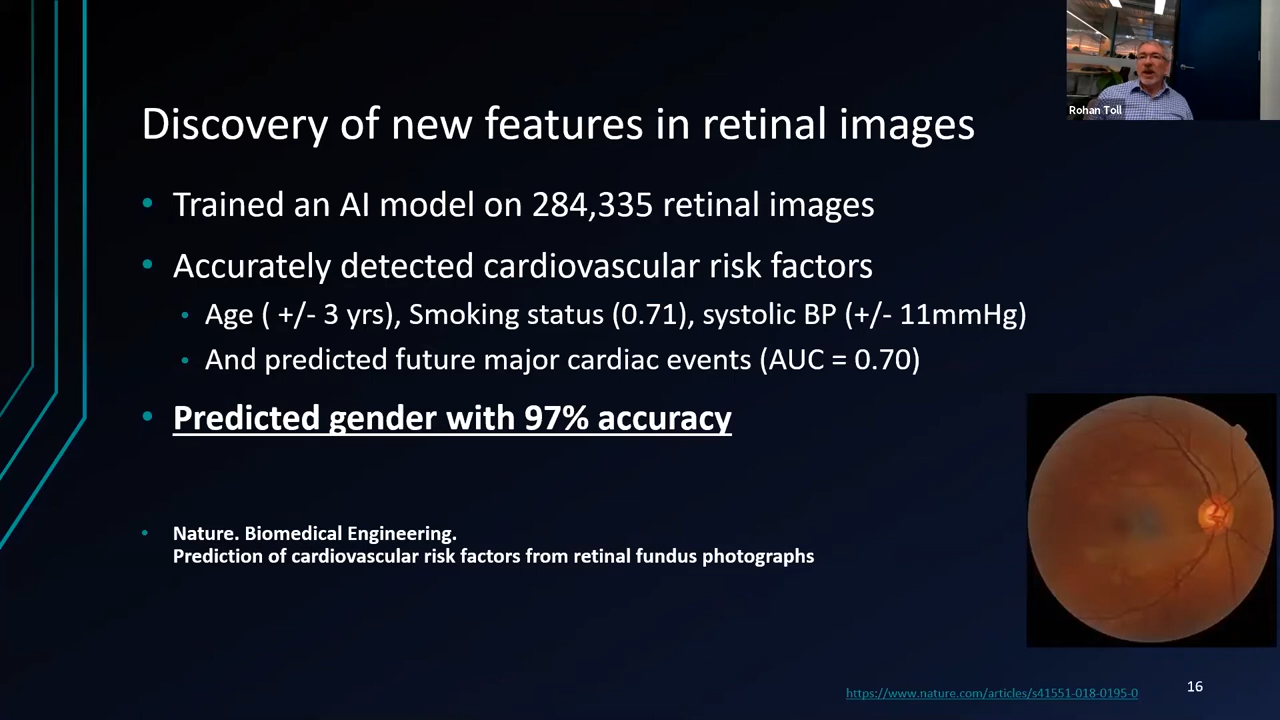 Rohan Toll
Discovery of new features in retinal images
• Trained an AI model on 284,335 retinal images
• Accurately detected cardiovascular risk factors
• Age ( +/- 3 yrs), Smoking status (0.71), systolic BP (+/- 11mmHg)
• And predicted future major cardiac events (AUC = 0.70)
• Predicted gender with 97% accuracy
• Nature. Biomedical Engineering.
Prediction of cardiovascular risk factors from retinal fundus photographs
https://www.nature.com/articles/s41551-018-0195-0
16